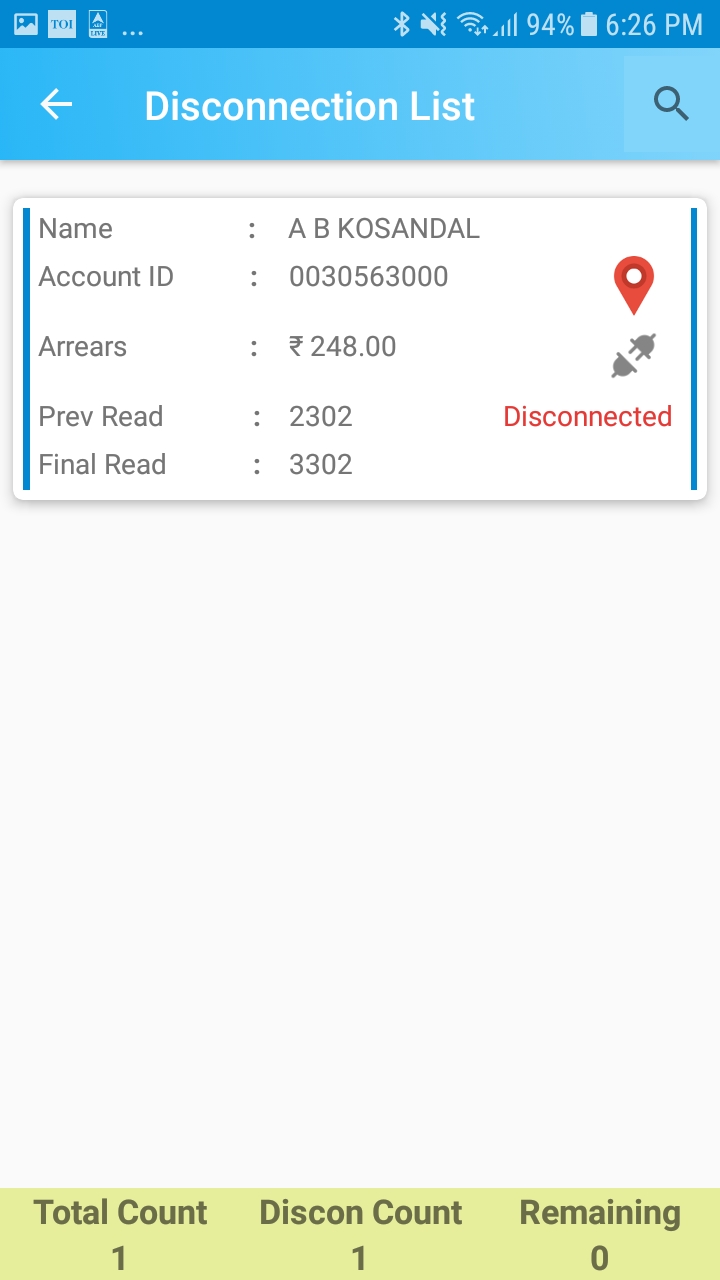 TOI LIVE ... 94% 6:26 PM
Disconnection List
Name : A B KOSANDAL
Account ID : 0030563000
Arrears : ₹ 248.00
Prev Read : 2302 Disconnected
Final Read : 3302
Total Count Discon Count Remaining
1 1 0